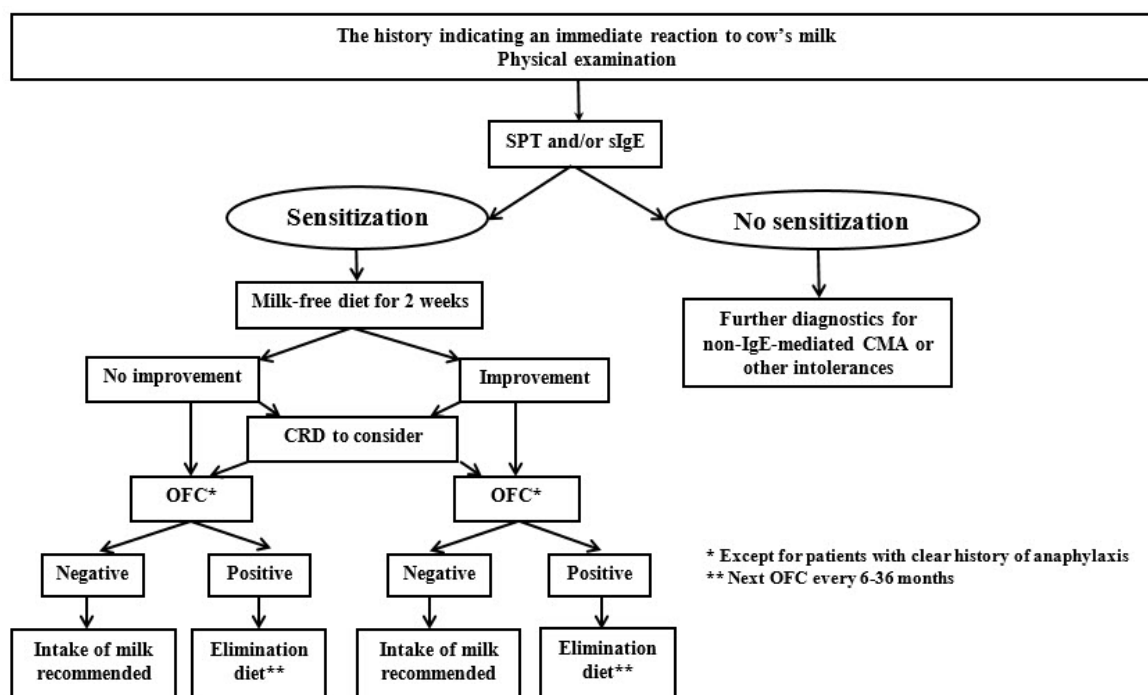 The history indicating an immediate reaction to cow’s milk
Physical examination
SPT and/or sIgE
Sensitization
No sensitization
Milk-free diet for 2 weeks
Further diagnostics for
non-IgE-mediated CMA or
other intolerances
No improvement
Improvement
CRD to consider
OFC*
OFC*
Negative
Positive
Negative
Positive
* Except for patients with clear history of anaphylaxis
** Next OFC every 6-36 months
Intake of milk
recommended
Elimination
diet**
Intake of milk
recommended
Elimination
diet**